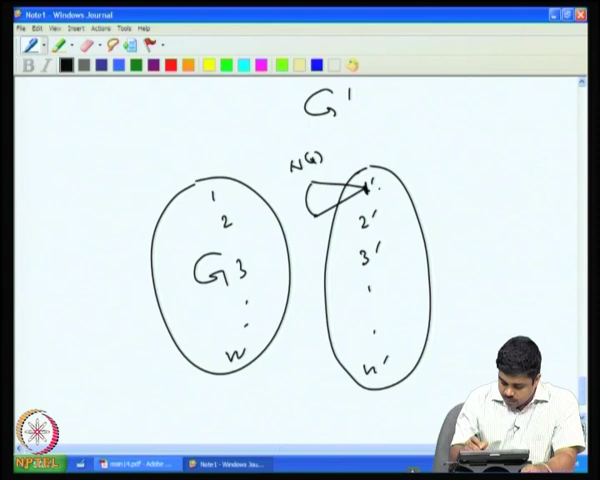 Note1 - Windows Journal
File Edit View Insert Actions Tools Help
B I
G'
N(1)
1 1'
2 2'
G 3 3'
n n'
NPTEL
main14.pdf - Adobe...
Note1 - Windows Jou...